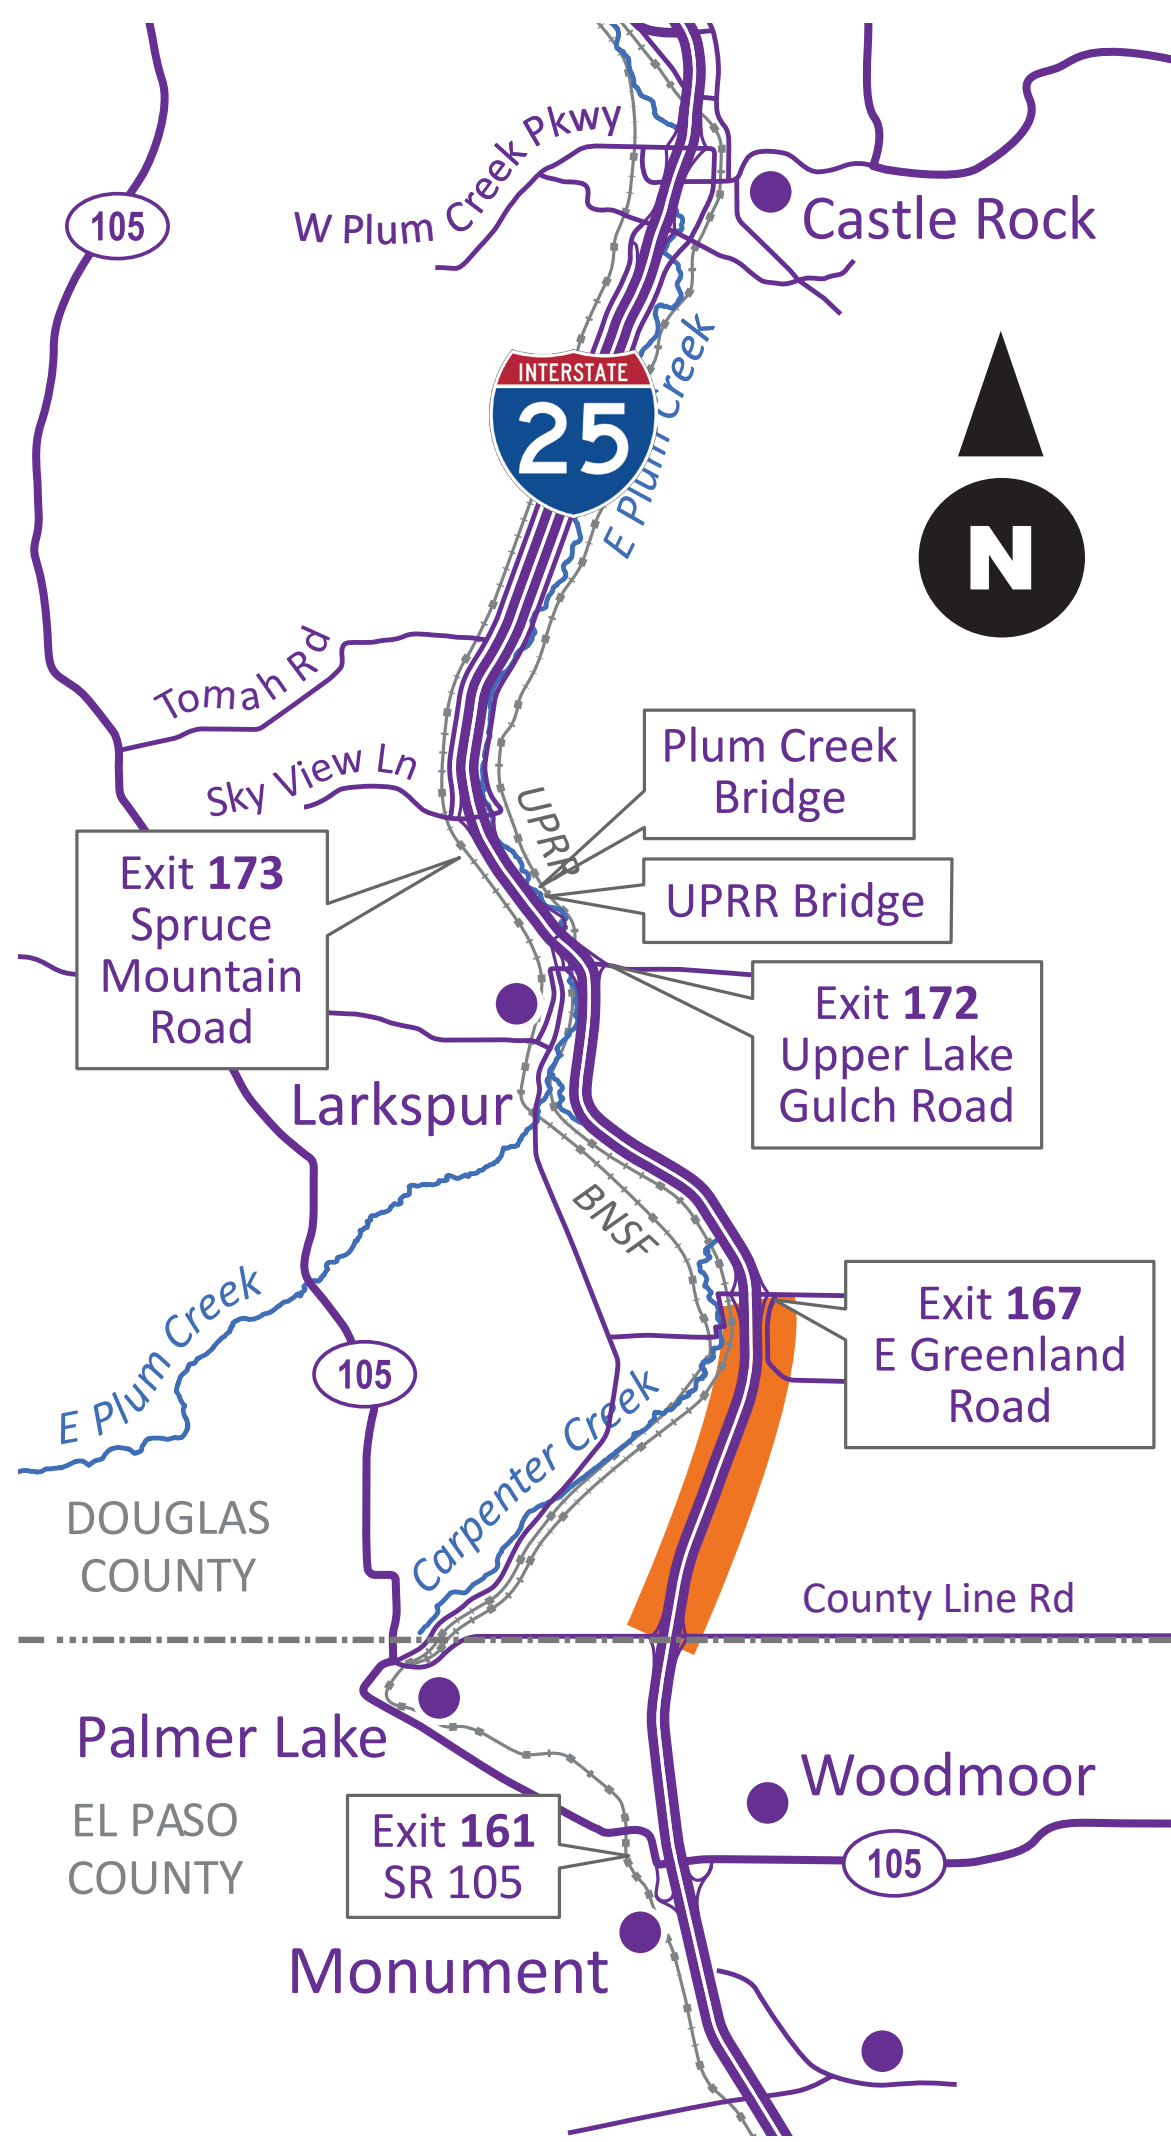 W Plum Creek Pkwy
105
Castle Rock
INTERSTATE
25
E Plum Creek
N
Tomah Rd
Sky View Ln
Plum Creek
Bridge
UPRR
UPRR Bridge
Exit 173
Spruce
Mountain
Road
Exit 172
Upper Lake
Gulch Road
Larkspur
BNSF
E Plum Creek
Exit 167
E Greenland
Road
105
Carpenter Creek
DOUGLAS
COUNTY
County Line Rd
Palmer Lake
Woodmoor
EL PASO
COUNTY
Exit 161
SR 105
105
Monument